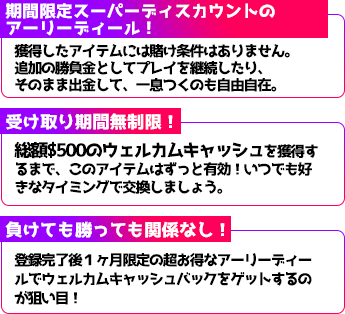 期間限定スーパーディスカウントの
アーリーディール！
獲得したアイテムには賭け条件はありません。
追加の勝負金としてプレイを継続したり、
そのまま出金して、一息つくのも自由自在。
受け取り期間無制限！
総額$500のウェルカムキャッシュを獲得す
るまで、このアイテムはずっと有効！いつでも好
きなタイミングで交換しましょう。
負けても勝っても関係なし！
登録完了後１ヶ月限定の超お得なアーリーディー
ルでウェルカムキャッシュバックをゲットするの
が狙い目！